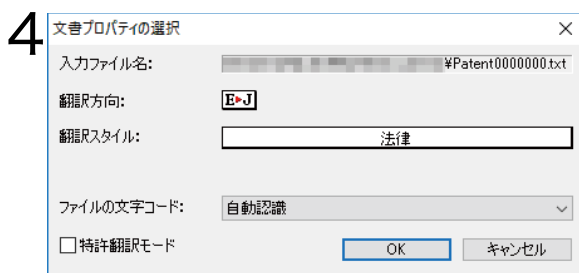 4
文書プロパティの選択
入力ファイル名: ¥Patent0000000.txt
翻訳方向: E▸J
翻訳スタイル: 法律
ファイルの文字コード: 自動認識
特許翻訳モード
OK キャンセル